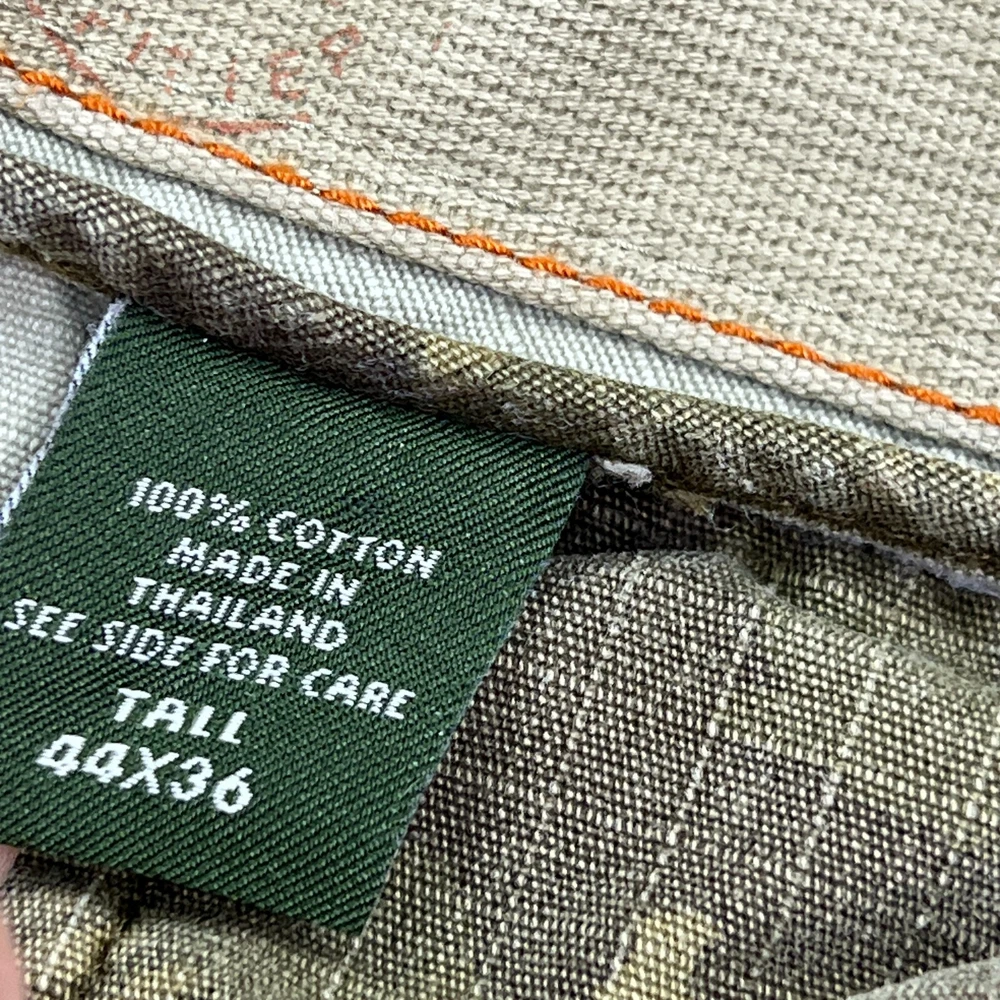 100% COTTON
MADE IN
THAILAND
SEE SIDE FOR CARE
TALL
44X36